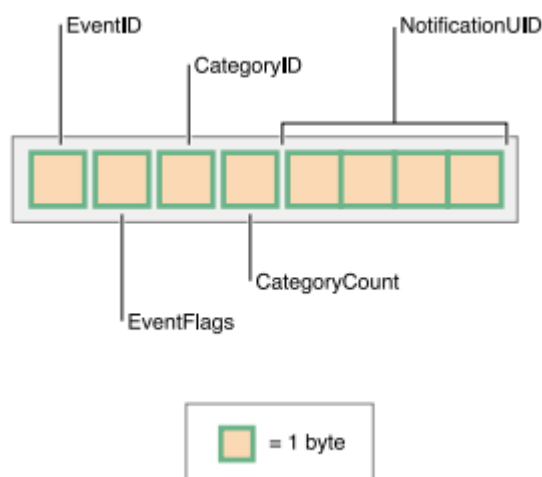 EventID
NotificationUID
CategoryID
CategoryCount
EventFlags
= 1 byte